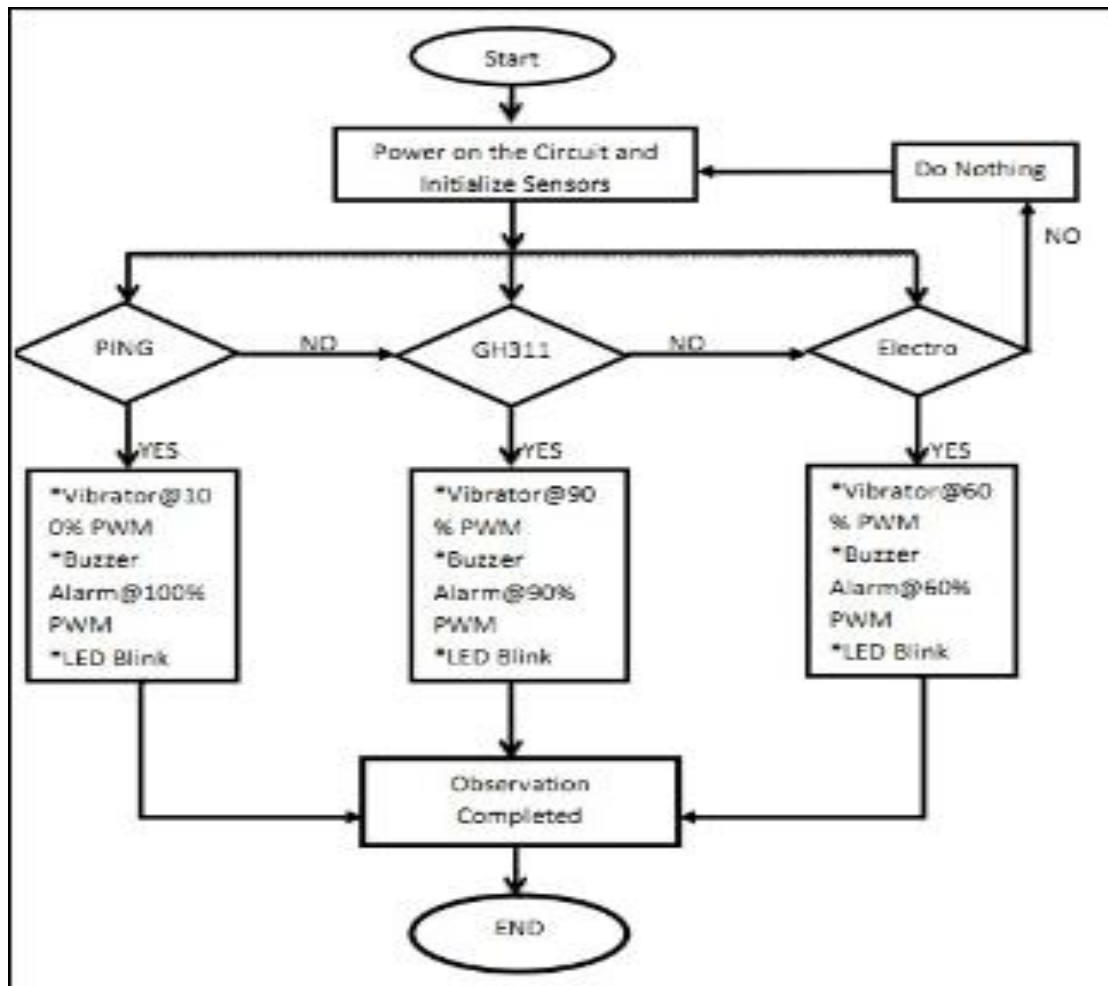 Start
Power on the Circuit and
Initialize Sensors
Do Nothing
NO
PING
NO
GH311
NO
Electro
YES
YES
YES
*Vibrator@10
0% PWM
*Buzzer
Alarm@100%
PWM
*LED Blink
*Vibrator@90
% PWM
*Buzzer
Alarm@90%
PWM
*LED Blink
*Vibrator@60
% PWM
*Buzzer
Alarm@60%
PWM
*LED Blink
Observation
Completed
END